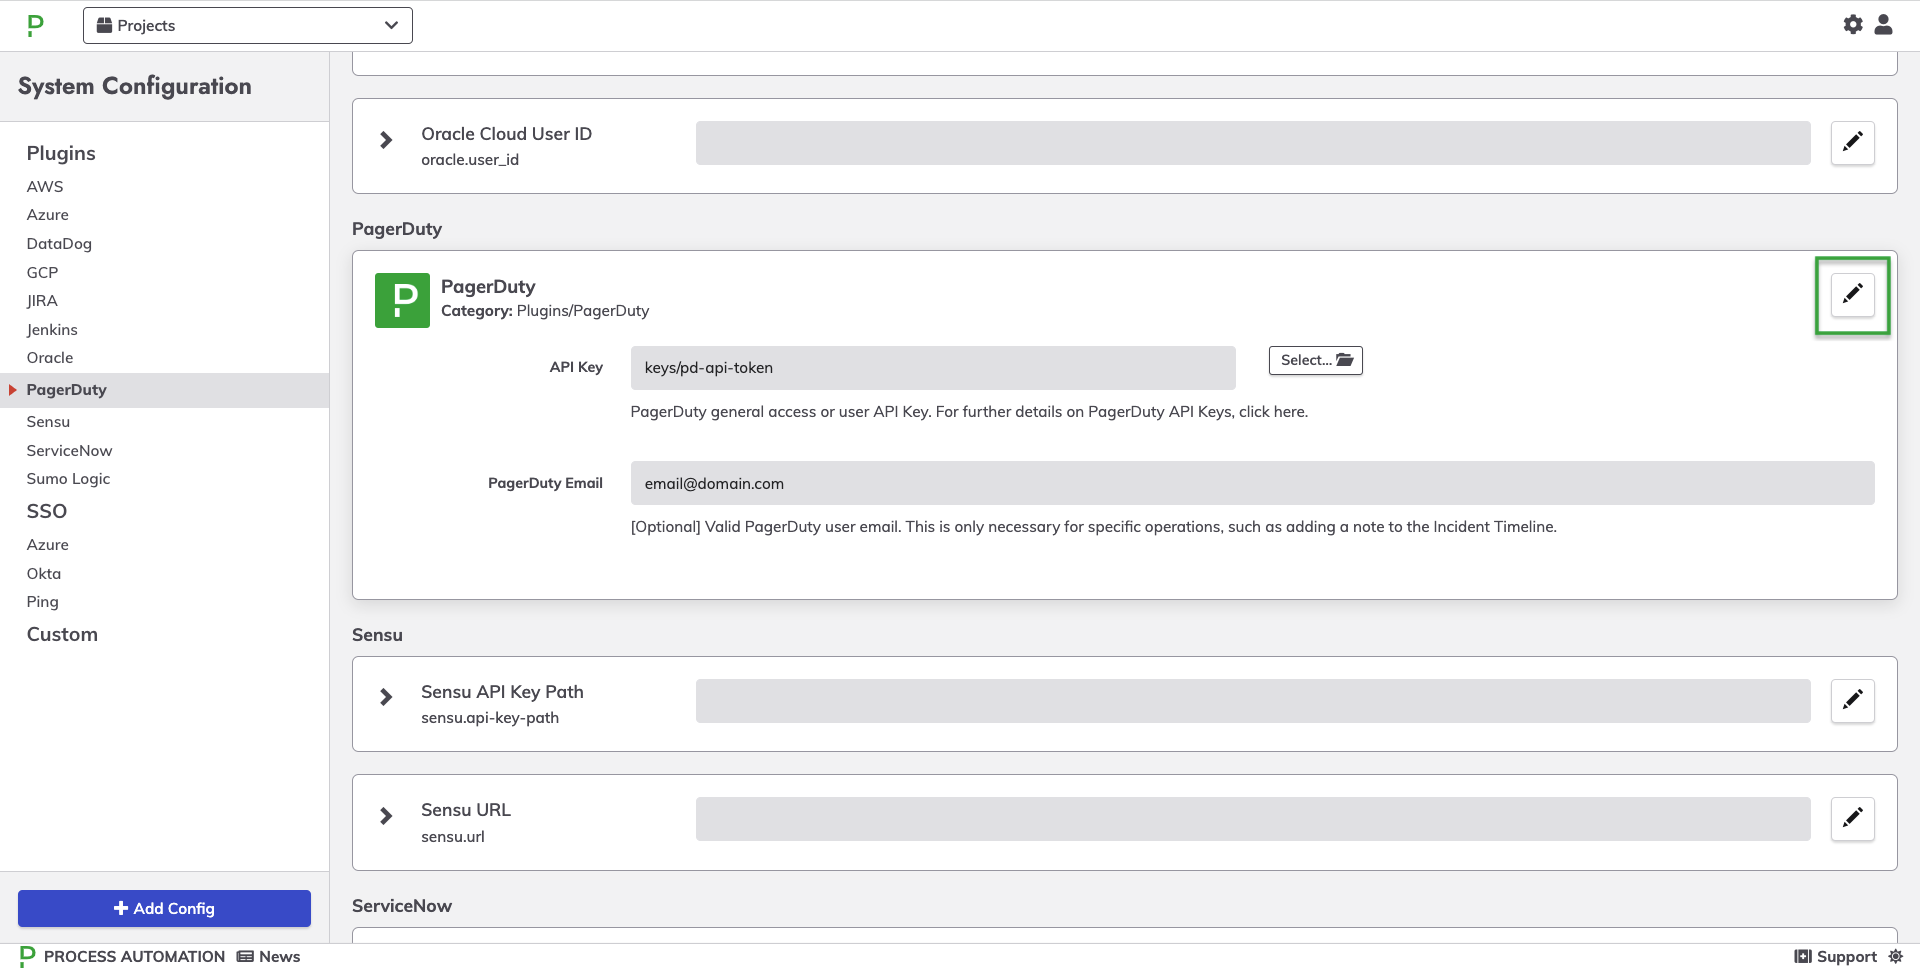 Projects
System Configuration
Plugins
AWS
Azure
DataDog
GCP
JIRA
Jenkins
Oracle
PagerDuty
Sensu
ServiceNow
Sumo Logic
SSO
Azure
Okta
Ping
Custom
Add Config
Oracle Cloud User ID
oracle.user_id
PagerDuty
P
PagerDuty
Category: Plugins/PagerDuty
API Key
keys/pd-api-token
Select...
PagerDuty general access or user API Key. For further details on PagerDuty API Keys, click here.
PagerDuty Email
email@domain.com
[Optional] Valid PagerDuty user email. This is only necessary for specific operations, such as adding a note to the Incident Timeline.
Sensu
Sensu API Key Path
sensu.api-key-path
Sensu URL
sensu.url
ServiceNow
PROCESS AUTOMATION
News
Support